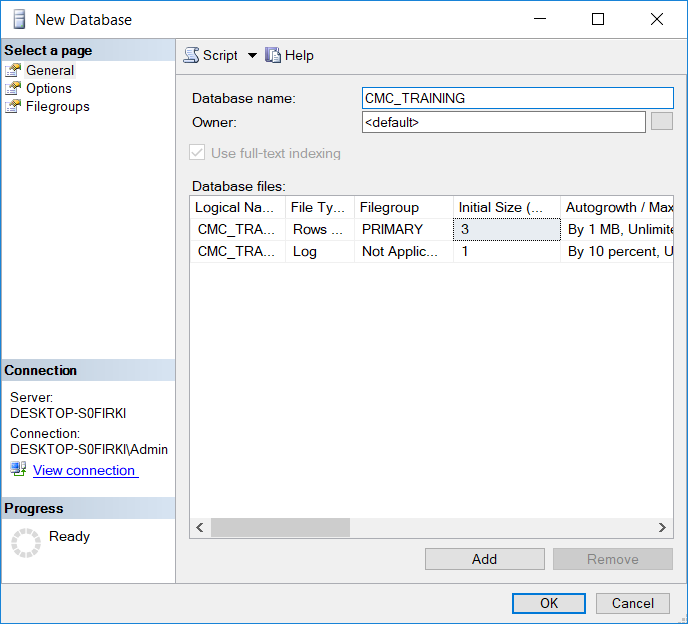 New Database
Select a page
General
Options
Filegroups
Script Help
Database name: CMC_TRAINING
Owner: <default>
Use full-text indexing
Database files:
Logical Na... File Ty... Filegroup Initial Size (... Autogrowth / Max
CMC_TRA... Rows ... PRIMARY 3 By 1 MB, Unlimite
CMC_TRA... Log Not Applic... 1 By 10 percent, U
Connection
Server:
DESKTOP-S0FIRKI
Connection:
DESKTOP-S0FIRKI\Admin
View connection
Progress
Ready
Add Remove
OK Cancel